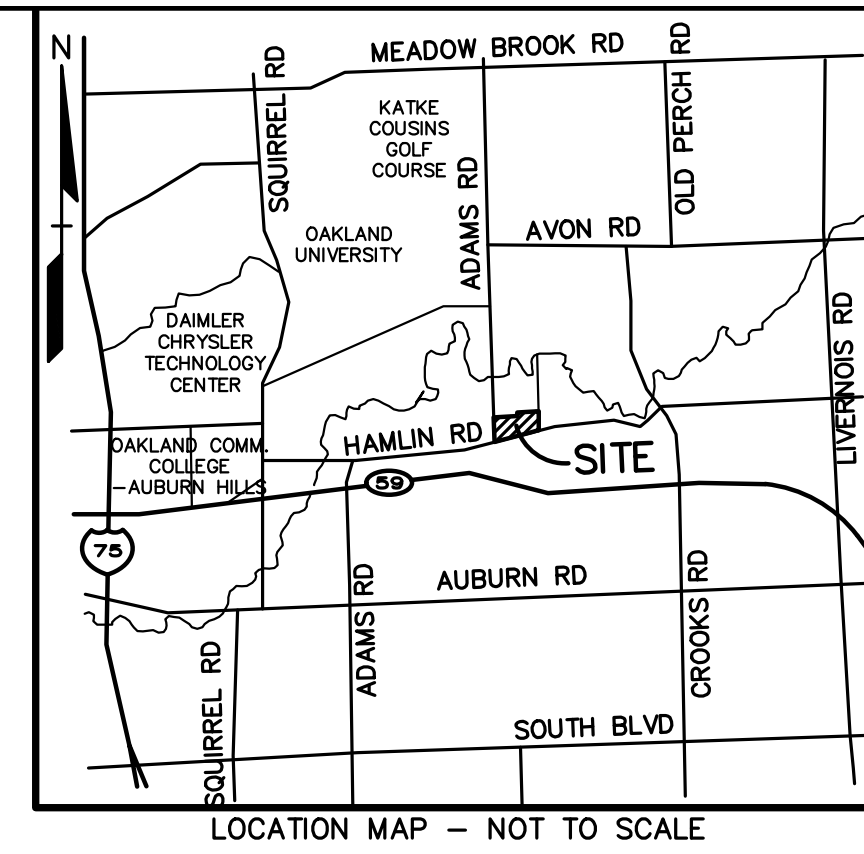 N
MEADOW BROOK RD
SQUIRREL RD
OLD PERCH RD
KATKE
COUSINS
GOLF
COURSE
ADAMS RD
AVON RD
OAKLAND
UNIVERSITY
DAIMLER
CHRYSLER
TECHNOLOGY
CENTER
LIVERNOIS RD
OAKLAND COMM.
COLLEGE
–AUBURN HILLS
HAMLIN RD
SITE
59
75
AUBURN RD
ADAMS RD
CROOKS RD
SQUIRREL RD
SOUTH BLVD
LOCATION MAP – NOT TO SCALE